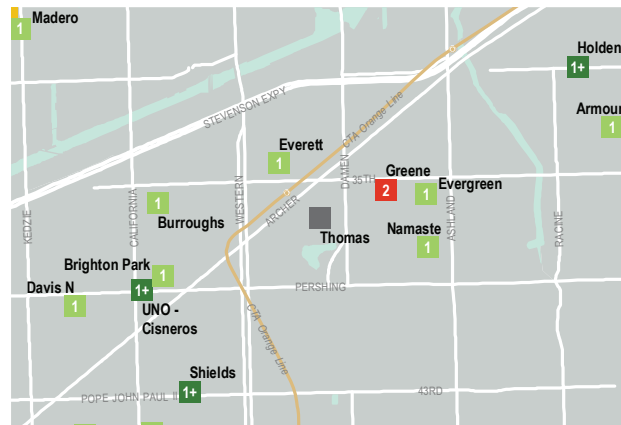 Madero
1
Holden
1+
STEVENSON EXPY
CTA Orange Line
Armour
1
Everett
1
DAMEN
35TH
Greene
2
Evergreen
1
KEDZIE
CALIFORNIA
1
Burroughs
WESTERN
ARCHER
Thomas
Namaste
1
ASHLAND
RACINE
Brighton Park
1
Davis N
1
1+
UNO -
Cisneros
PERSHING
CTA Orange Line
Shields
1+
POPE JOHN PAUL II
43RD